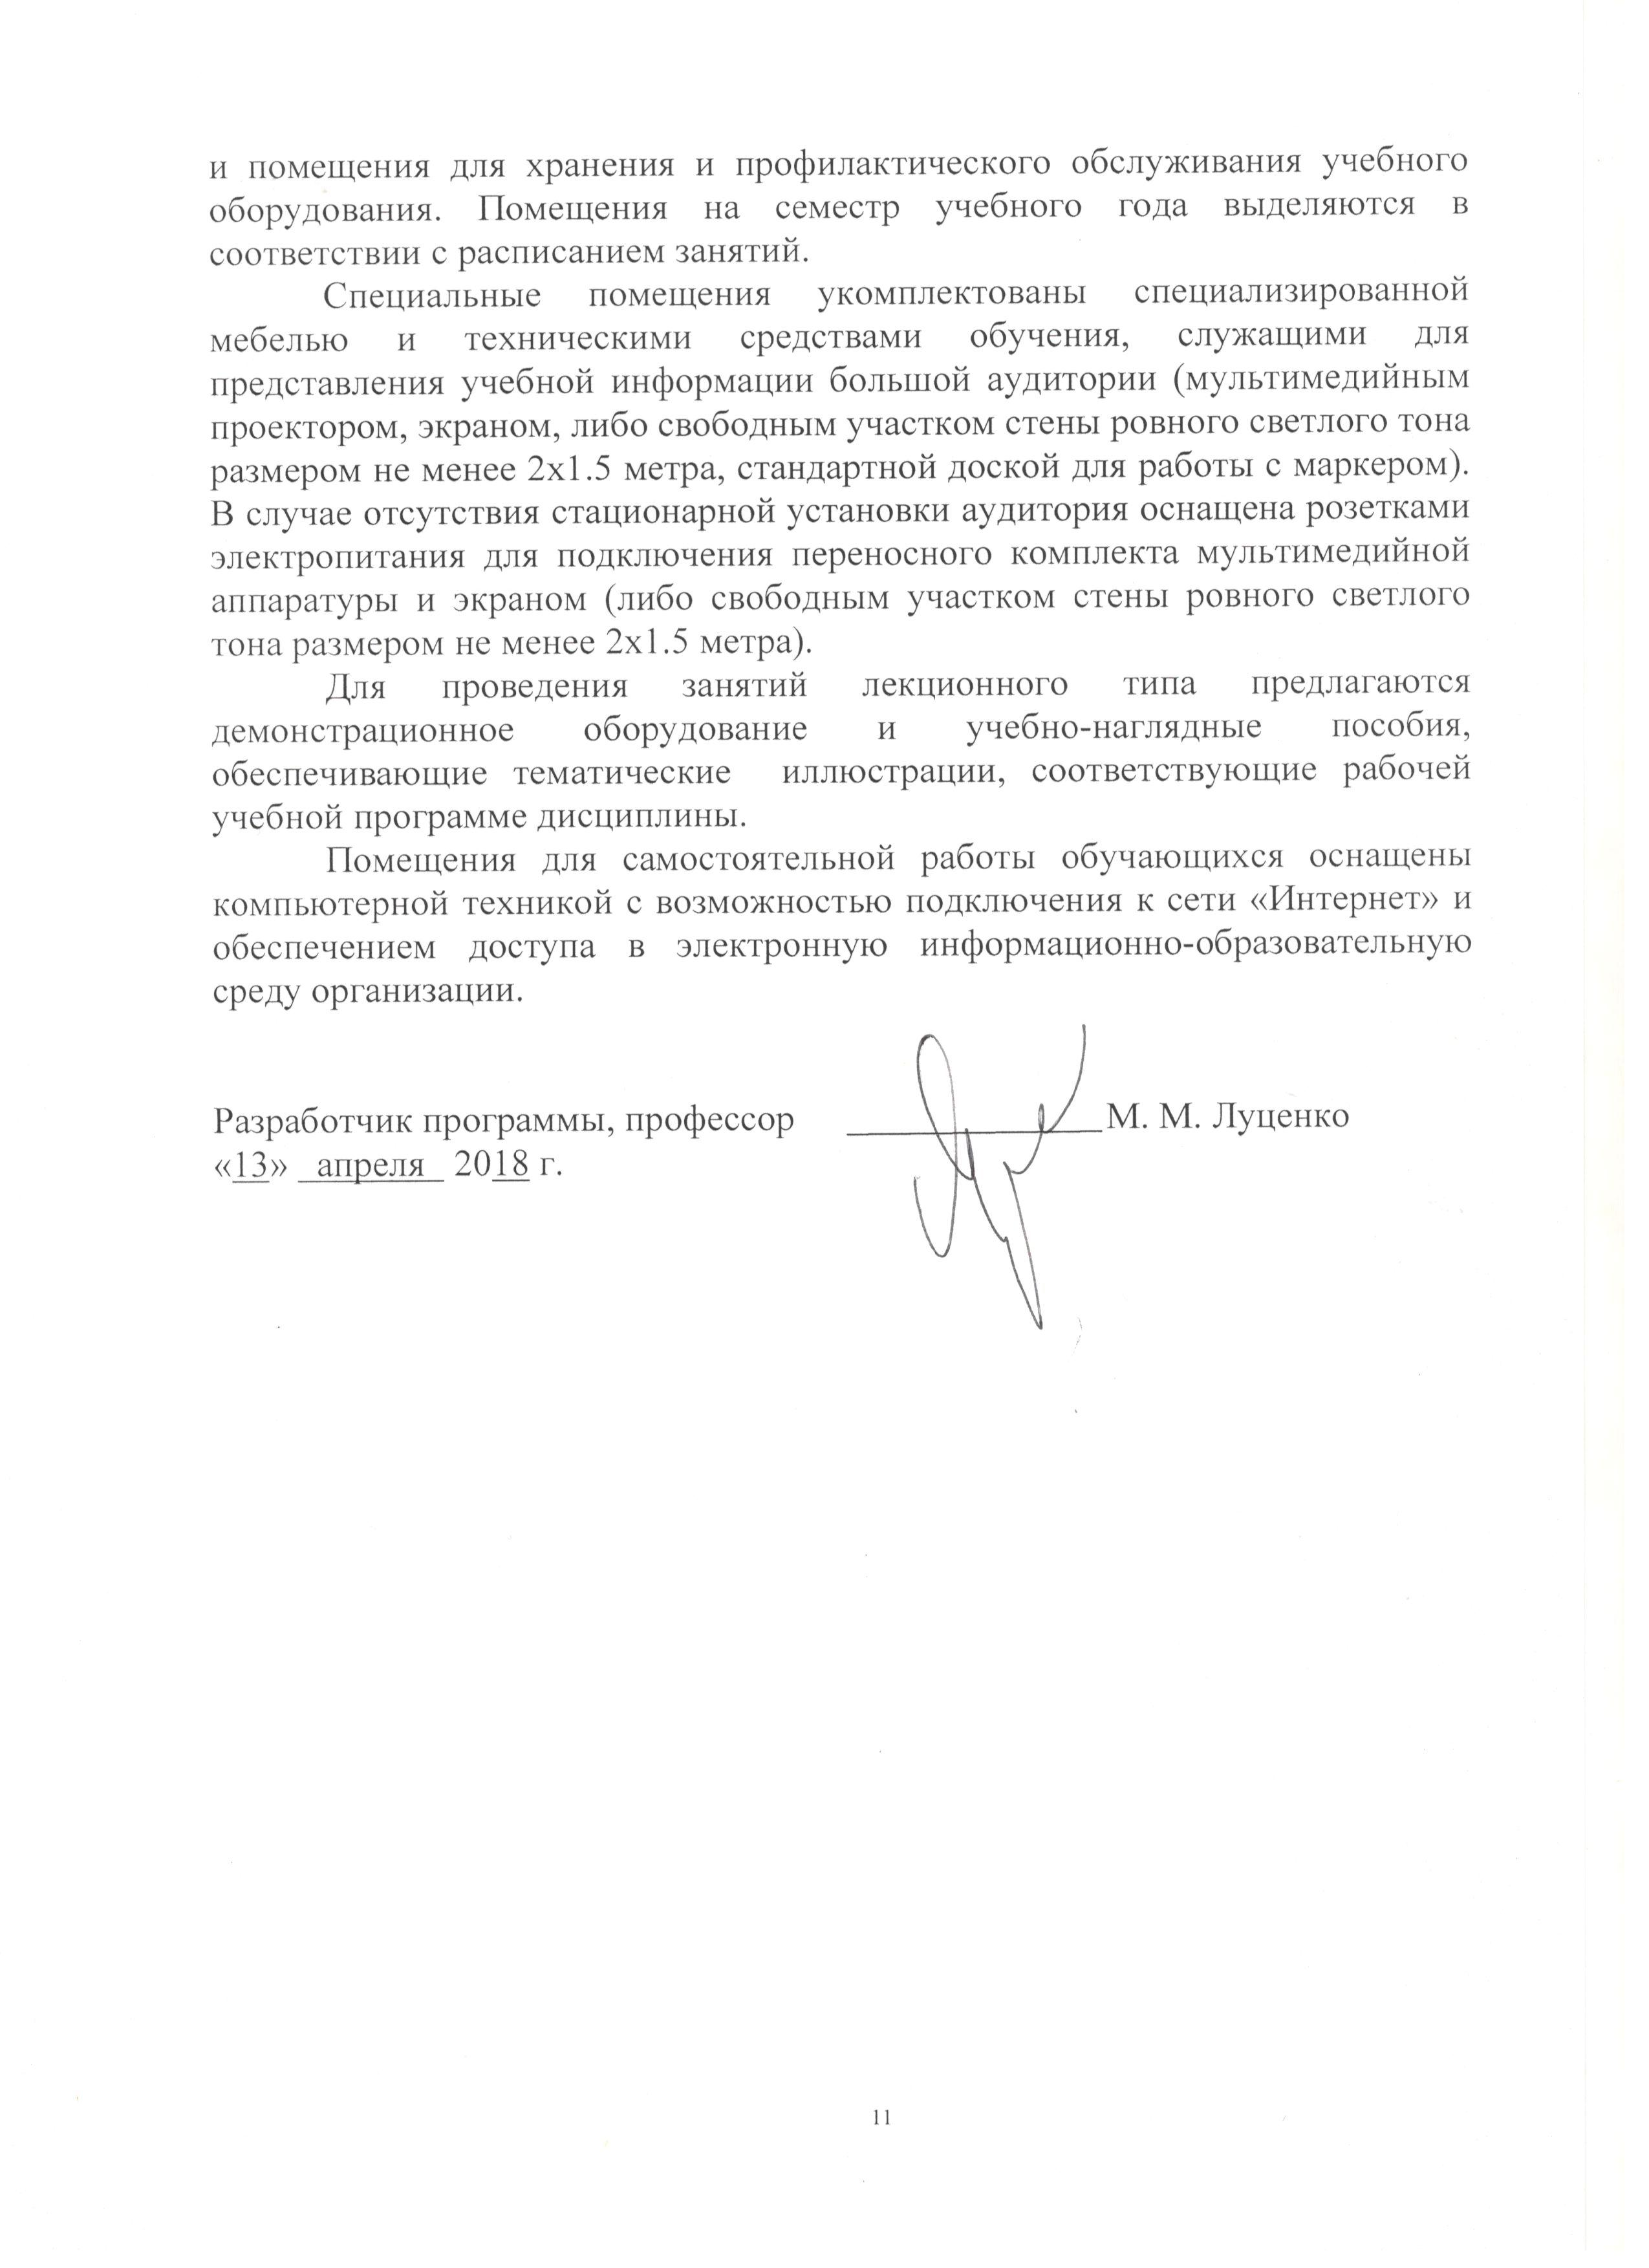 и помещения для хранения и профилактического обслуживания учебного
оборудования. Помещения на семестр учебного года выделяются в
соответствии с расписанием занятий.
Специальные помещения укомплектованы специализированной
мебелью и техническими средствами обучения, служащими для
представления учебной информации большой аудитории (мультимедийным
проектором, экраном, либо свободным участком стены ровного светлого тона
размером не менее 2х1.5 метра, стандартной доской для работы с маркером).
В случае отсутствия стационарной установки аудитория оснащена розетками
электропитания для подключения переносного комплекта мультимедийной
аппаратуры и экраном (либо свободным участком стены ровного светлого
тона размером не менее 2х1.5 метра).
Для проведения занятий лекционного типа предлагаются
демонстрационное оборудование и учебно-наглядные пособия,
обеспечивающие тематические иллюстрации, соответствующие рабочей
учебной программе дисциплины.
Помещения для самостоятельной работы обучающихся оснащены
компьютерной техникой с возможностью подключения к сети «Интернет» и
обеспечением доступа в электронную информационно-образовательную
среду организации.
Разработчик программы, профессор ______________ М. М. Луценко
«13» апреля 2018 г.
11